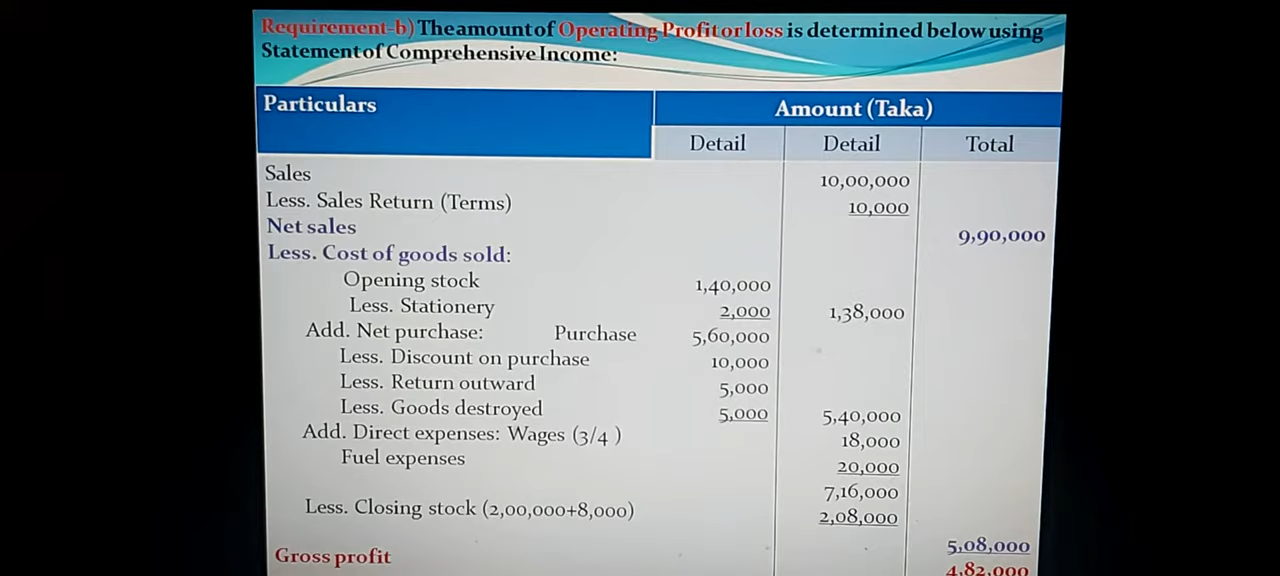 Requirement-b) The amount of Operating Profit or loss is determined below using
Statement of Comprehensive Income:
Particulars Amount (Taka)
Detail Detail Total
Sales 10,00,000
Less. Sales Return (Terms) 10,000
Net sales 9,90,000
Less. Cost of goods sold:
Opening stock 1,40,000
Less. Stationery 2,000 1,38,000
Add. Net purchase: Purchase 5,60,000
Less. Discount on purchase 10,000
Less. Return outward 5,000
Less. Goods destroyed 5,000 5,40,000
Add. Direct expenses: Wages (3/4 ) 18,000
Fuel expenses 20,000
7,16,000
Less. Closing stock (2,00,000+8,000) 2,08,000
5,08,000
Gross profit 4,82,000